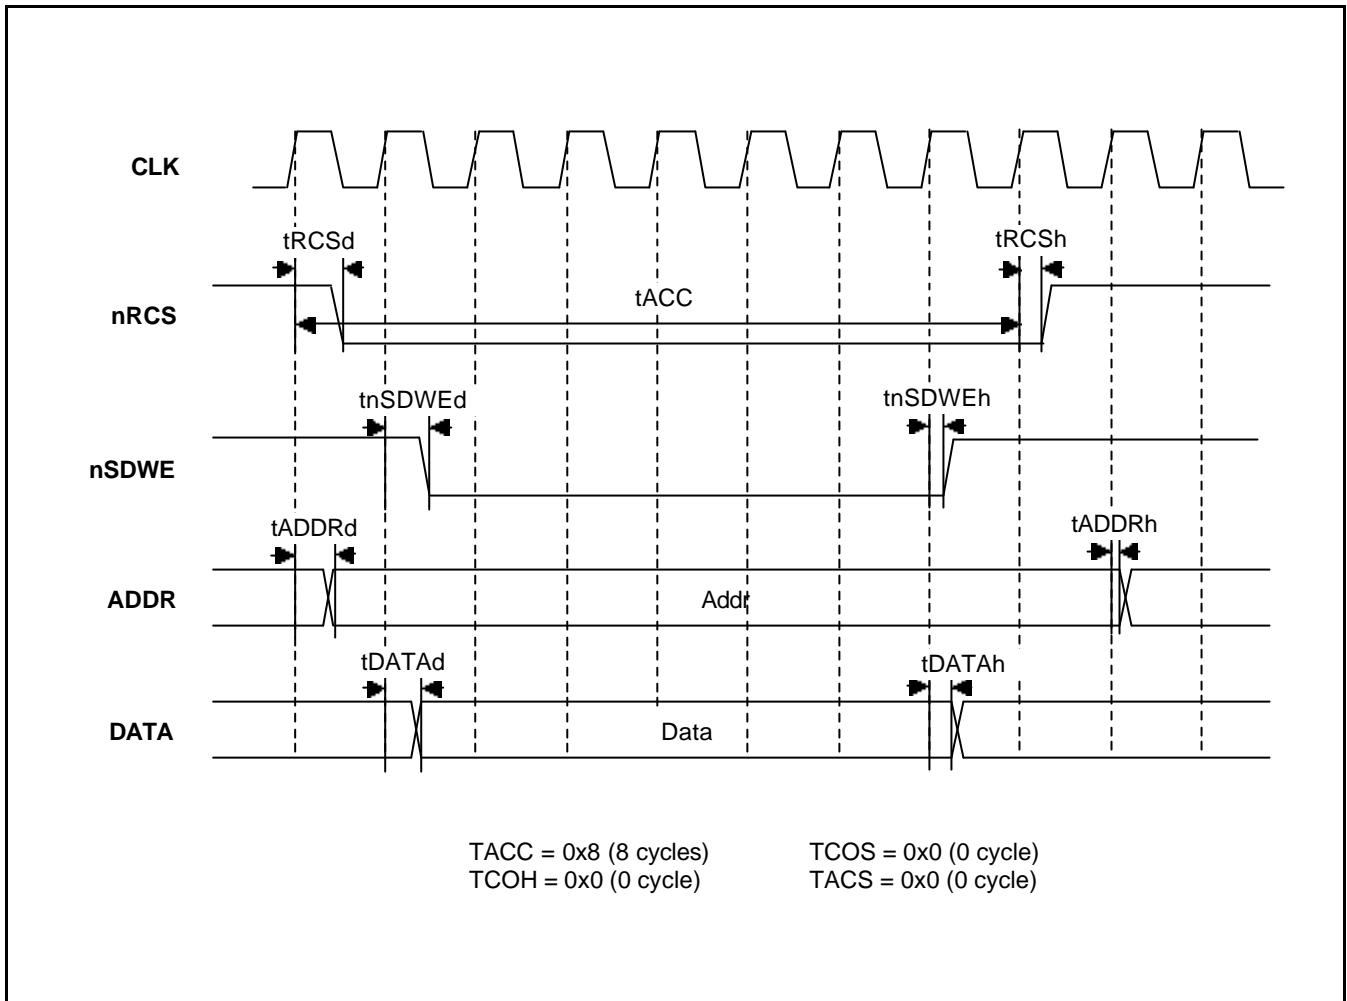 CLK
tRCSd
tRCSh
tACC
nRCS
tnSDWEd
tnSDWEh
nSDWE
tADDRd
tADDRh
ADDR
Addr
tDATAd
tDATAh
DATA
Data
TACC = 0x8 (8 cycles) TCOS = 0x0 (0 cycle)
TCOH = 0x0 (0 cycle) TACS = 0x0 (0 cycle)